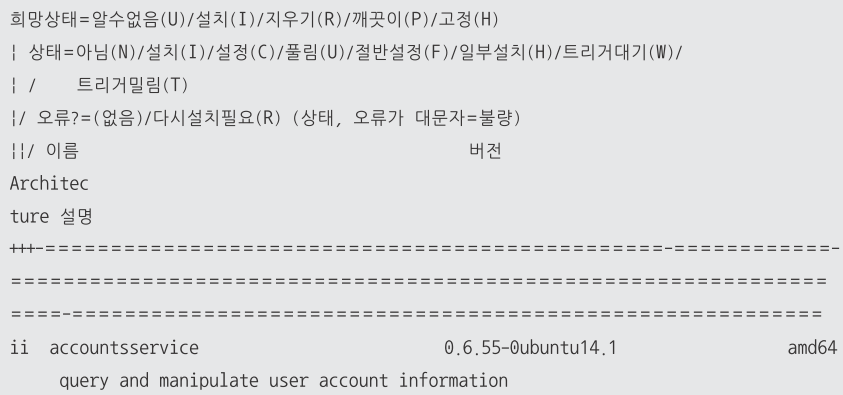 희망상태=알수없음(U)/설치(I)/지우기(R)/깨끗이(P)/고정(H)
| 상태=아님(N)/설치(I)/설정(C)/풀림(U)/절반설정(F)/일부설치(H)/트리거대기(W)/
| /    트리거밀림(T)
|/ 오류?=(없음)/다시설치필요(R) (상태, 오류가 대문자=불량)
||/ 이름                                     버전
Architec
ture 설명
+++-===============================================-============-
==============================================================
====-=========================================================
ii  accountsservice                        0.6.55-0ubuntu14.1                 amd64
     query and manipulate user account information